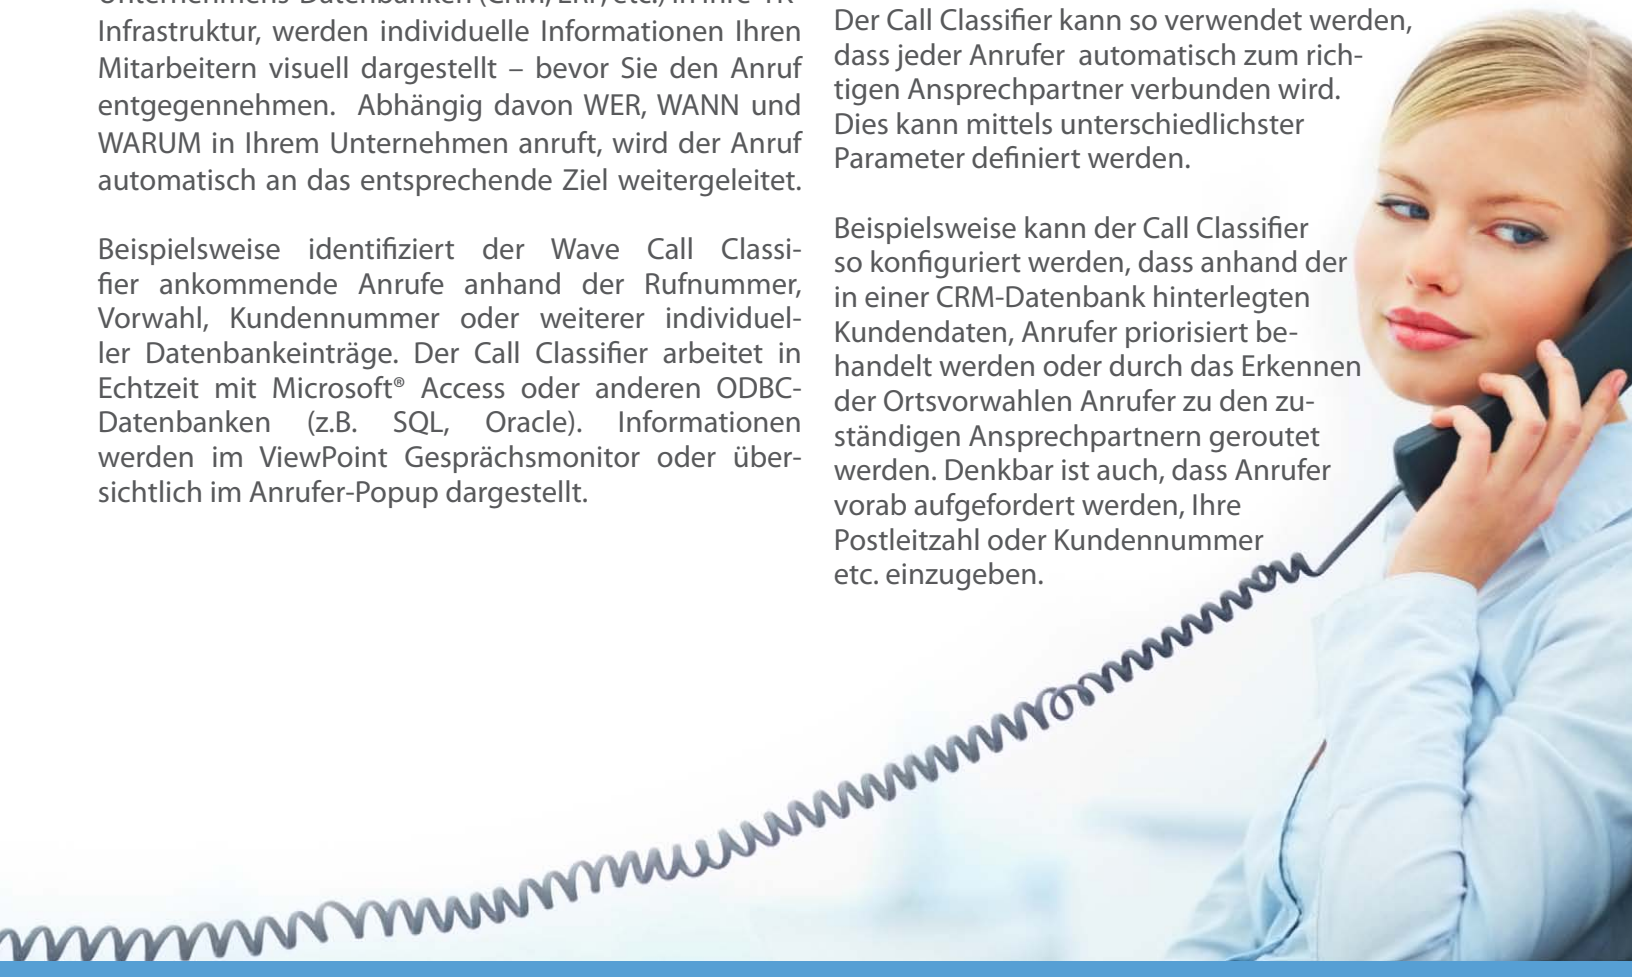 Unternehmens-Datenbanken (CRM, ERP, etc.) in Ihre TK-
Infrastruktur, werden individuelle Informationen Ihren
Mitarbeitern visuell dargestellt – bevor Sie den Anruf
entgegennehmen. Abhängig davon WER, WANN und
WARUM in Ihrem Unternehmen anruft, wird der Anruf
automatisch an das entsprechende Ziel weitergeleitet.
Beispielsweise identifiziert der Wave Call Classi-
fier ankommende Anrufe anhand der Rufnummer,
Vorwahl, Kundennummer oder weiterer individuel-
ler Datenbankeinträge. Der Call Classifier arbeitet in
Echtzeit mit Microsoft® Access oder anderen ODBC-
Datenbanken (z.B. SQL, Oracle). Informationen
werden im ViewPoint Gesprächsmonitor oder über-
sichtlich im Anrufer-Popup dargestellt.
Der Call Classifier kann so verwendet werden,
dass jeder Anrufer automatisch zum rich-
tigen Ansprechpartner verbunden wird.
Dies kann mittels unterschiedlichster
Parameter definiert werden.
Beispielsweise kann der Call Classifier
so konfiguriert werden, dass anhand der
in einer CRM-Datenbank hinterlegten
Kundendaten, Anrufer priorisiert be-
handelt werden oder durch das Erkennen
der Ortsvorwahlen Anrufer zu den zu-
ständigen Ansprechpartnern geroutet
werden. Denkbar ist auch, dass Anrufer
vorab aufgefordert werden, Ihre
Postleitzahl oder Kundennummer
etc. einzugeben.